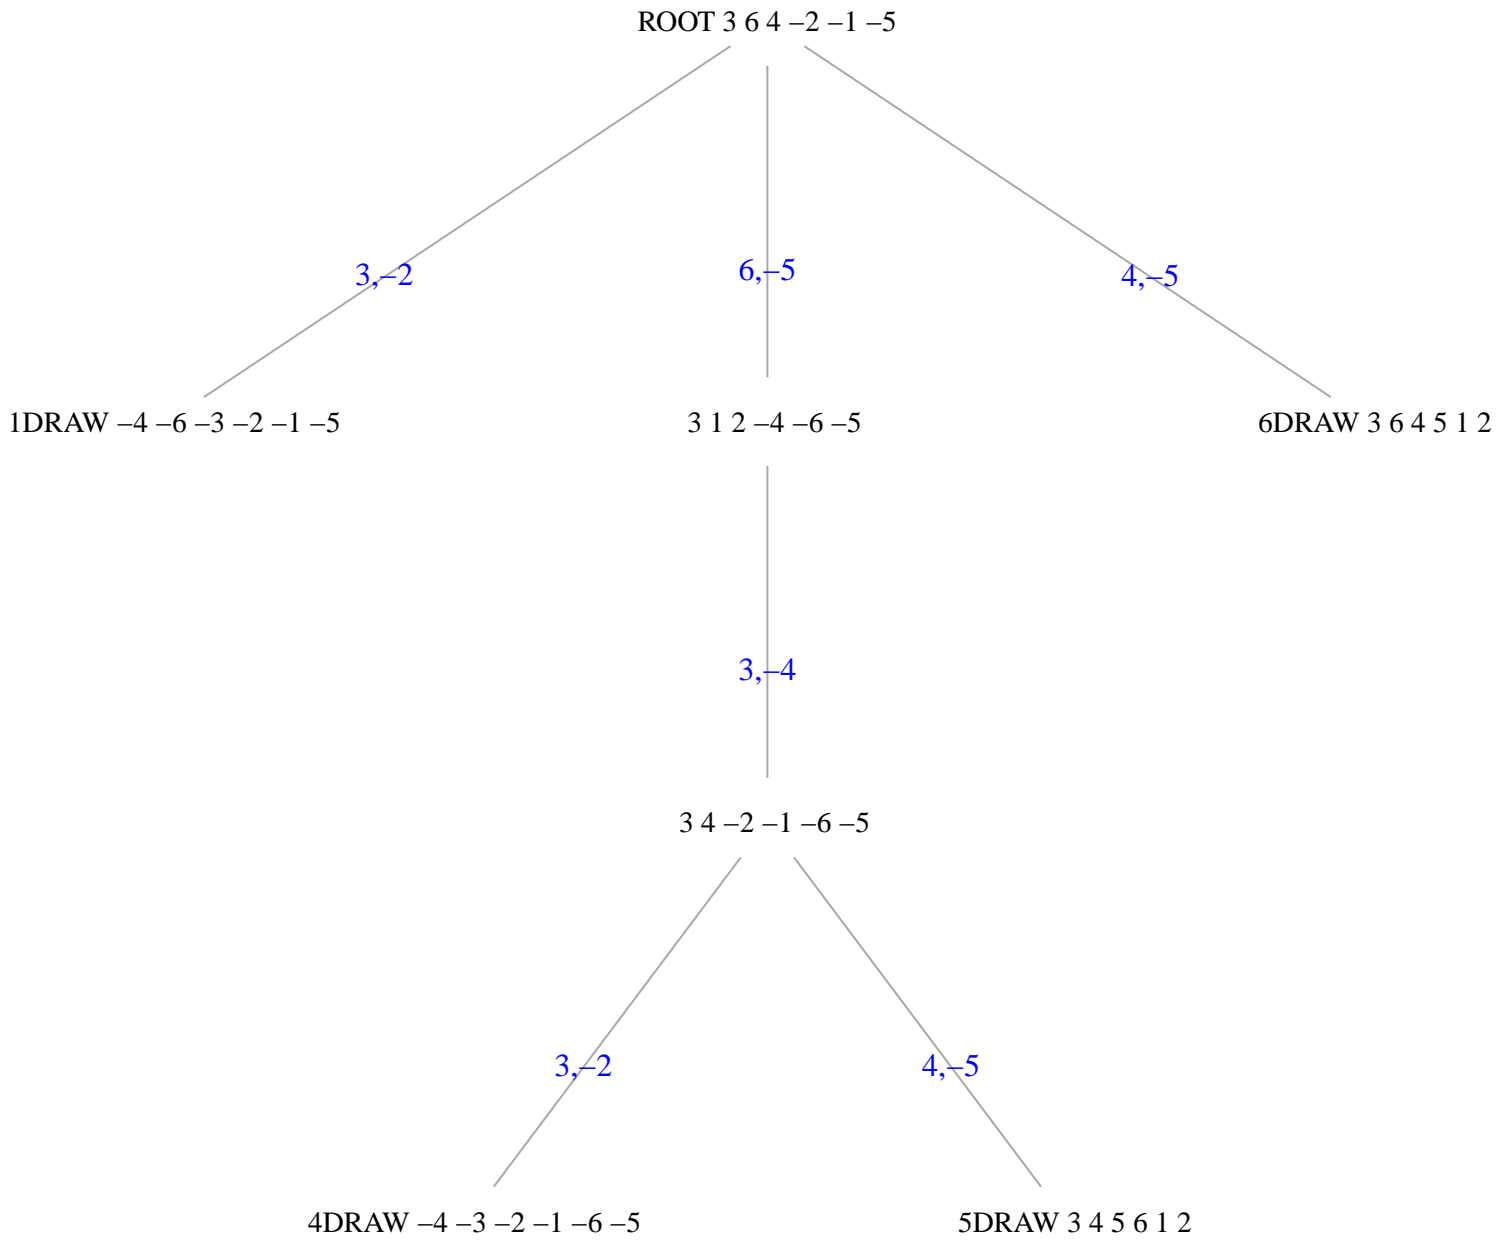 ROOT 3 6 4 –2 –1 –5
3,–2
6,–5
4,–5
1DRAW –4 –6 –3 –2 –1 –5
3 1 2 –4 –6 –5
6DRAW 3 6 4 5 1 2
3,–4
3 4 –2 –1 –6 –5
3,–2
4,–5
4DRAW –4 –3 –2 –1 –6 –5
5DRAW 3 4 5 6 1 2